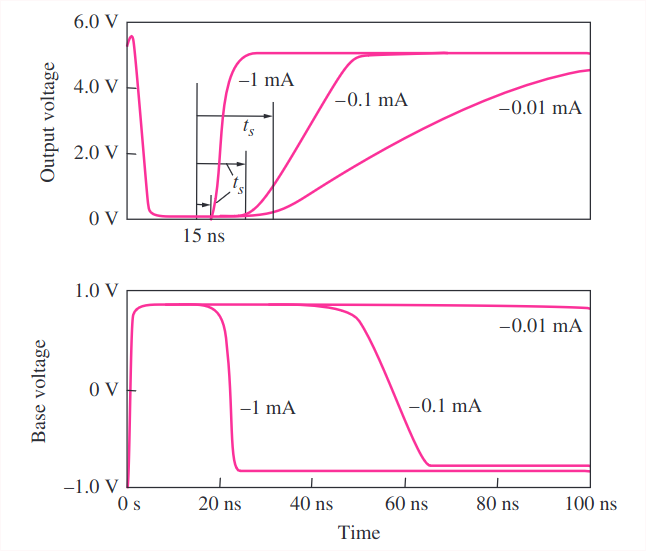 6.0 V
4.0 V
2.0 V
0 V
Output voltage
−1 mA
−0.1 mA
−0.01 mA
ts
ts
15 ns
1.0 V
0 V
−1.0 V
Base voltage
−0.01 mA
−1 mA
−0.1 mA
0 s 20 ns 40 ns 60 ns 80 ns 100 ns
Time